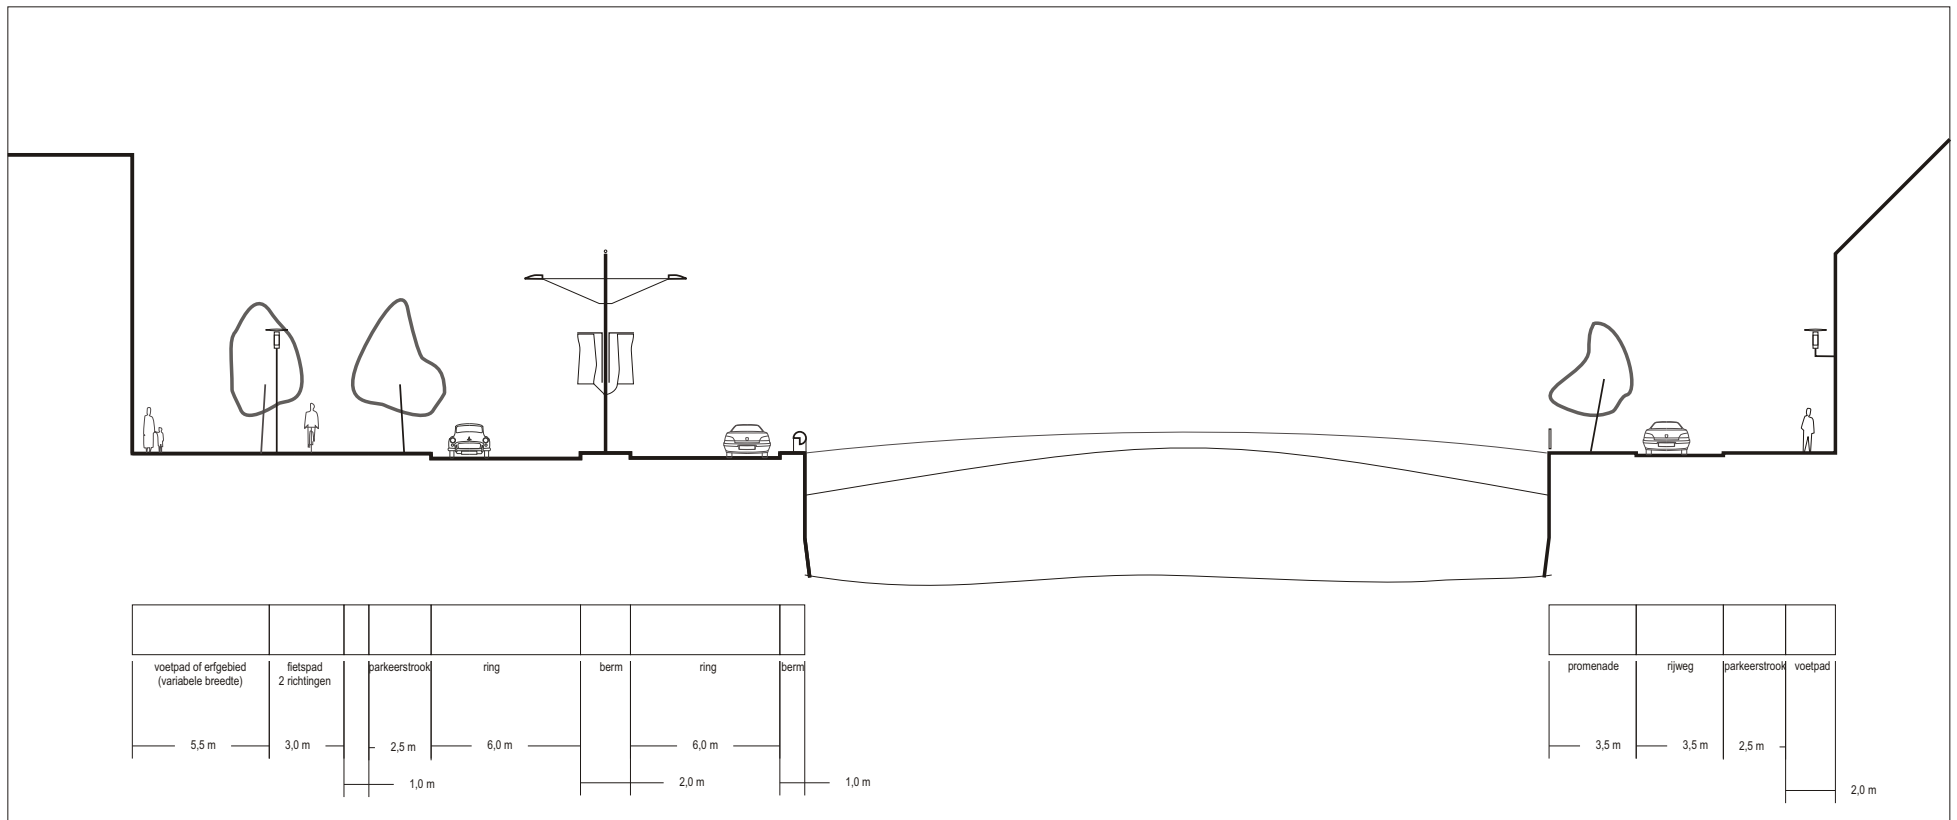 voetpad of erfgebied
(variabele breedte)
fietspad
2 richtingen
parkeerstrook
ring
berm
ring
berm
promenade
rijweg
parkeerstrook
voetpad
5,5 m
3,0 m
2,5 m
6,0 m
6,0 m
3,5 m
3,5 m
2,5 m
1,0 m
2,0 m
1,0 m
2,0 m